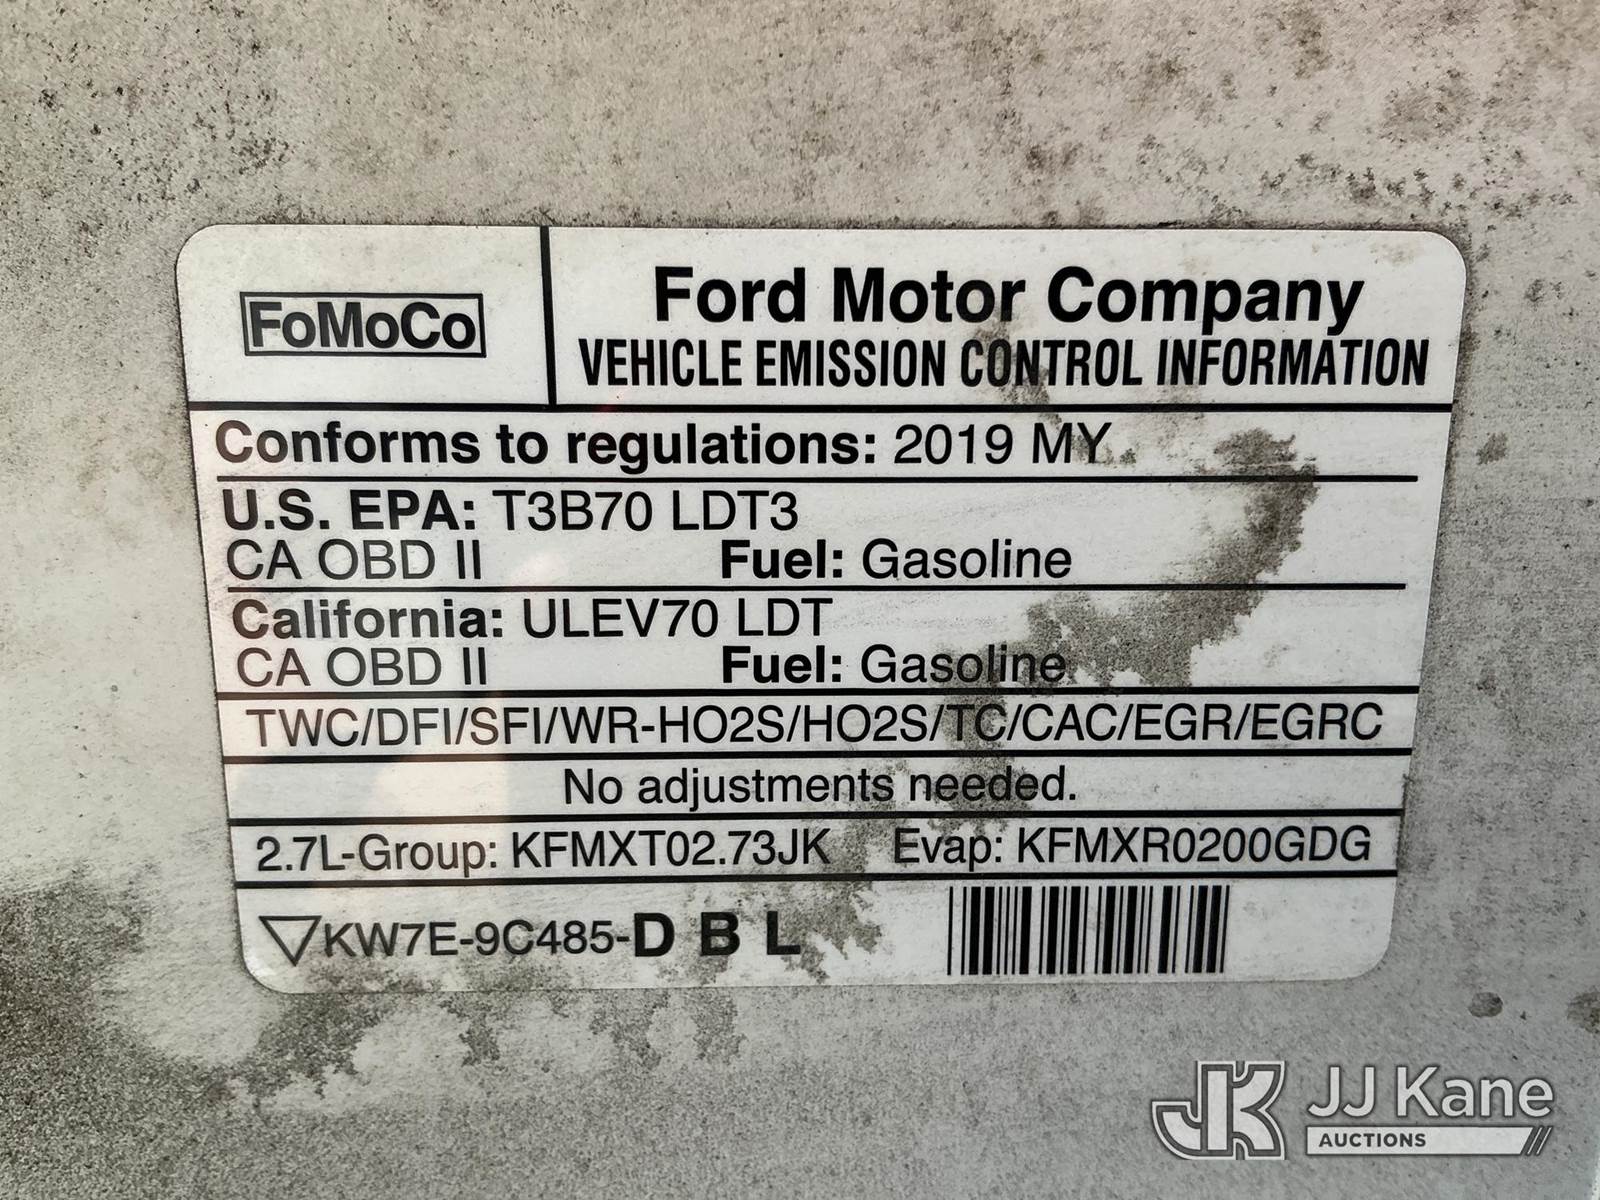 FoMoCo
Ford Motor Company
VEHICLE EMISSION CONTROL INFORMATION
Conforms to regulations: 2019 MY
U.S. EPA: T3B70 LDT3
CA OBD II Fuel: Gasoline
California: ULEV70 LDT
CA OBD II Fuel: Gasoline
TWC/DFI/SFI/WR-HO2S/HO2S/TC/CAC/EGR/EGRC
No adjustments needed.
2.7L-Group: KFMXT02.73JK Evap: KFMXR0200GDG
KW7E-9C485-D B L
JK JJ Kane
AUCTIONS